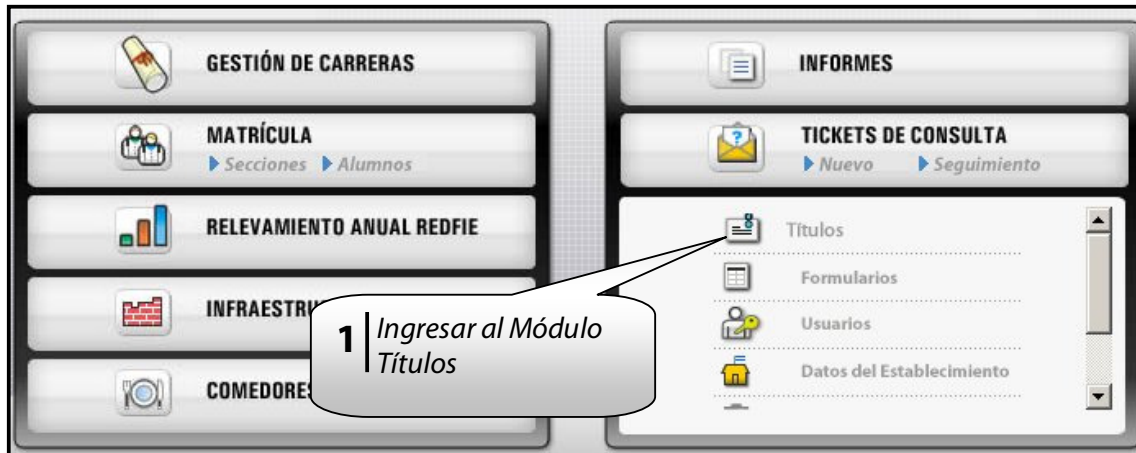 GESTIÓN DE CARRERAS
MATRÍCULA
Secciones Alumnos
RELEVAMIENTO ANUAL REDFIE
COMEDORES
INFORMES
TICKETS DE CONSULTA
Nuevo Seguimiento
Títulos
Formularios
Usuarios
Datos del Establecimiento
1 Ingresar al Módulo
Títulos